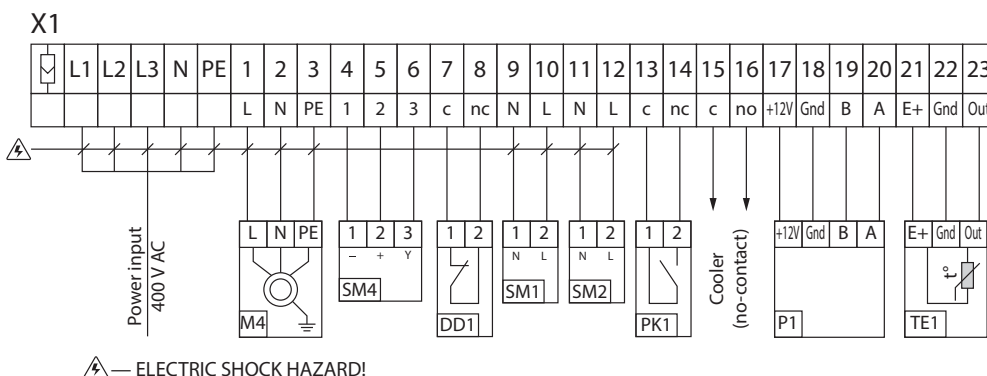 X1
L1 L2 L3 N PE 1 2 3 4 5 6 7 8 9 10 11 12 13 14 15 16 17 18 19 20 21 22 23
L N PE 1 2 3 c nc N L N L c nc c no +12V Gnd B A E+ Gnd Out
Power input
400 V AC
L N PE
M4
1 2 3
– + Y
SM4
1 2
DD1
1 2
N L
SM1
1 2
N L
SM2
1 2
PK1
Cooler
(no-contact)
+12V Gnd B A
P1
E+ Gnd Out
t°
TE1
— ELECTRIC SHOCK HAZARD!